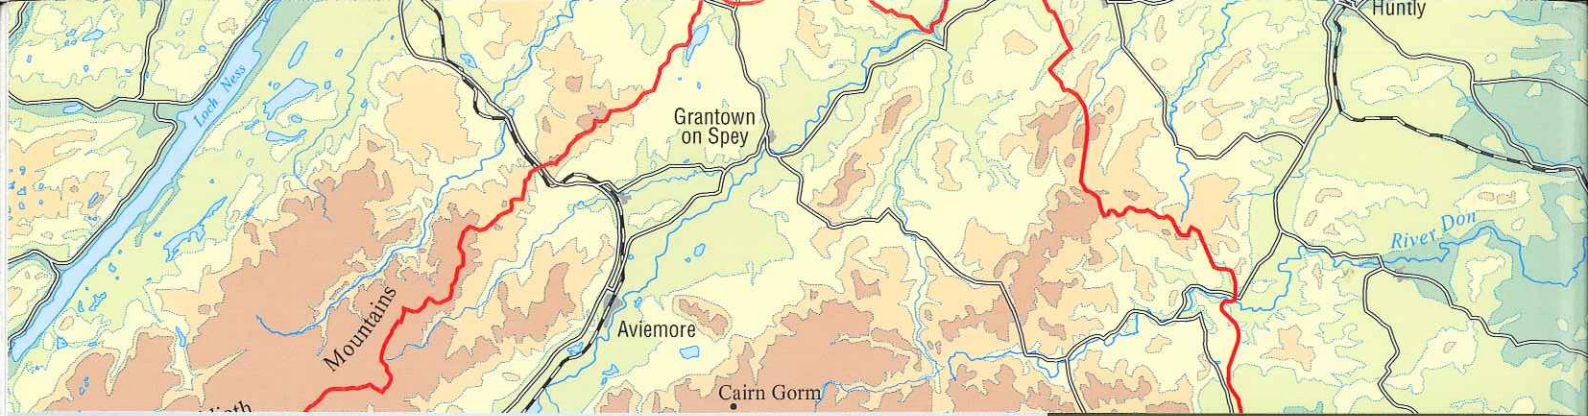 Huntly
Loch Ness
Grantown
on Spey
River Don
Mountains
Aviemore
Cairn Gorm